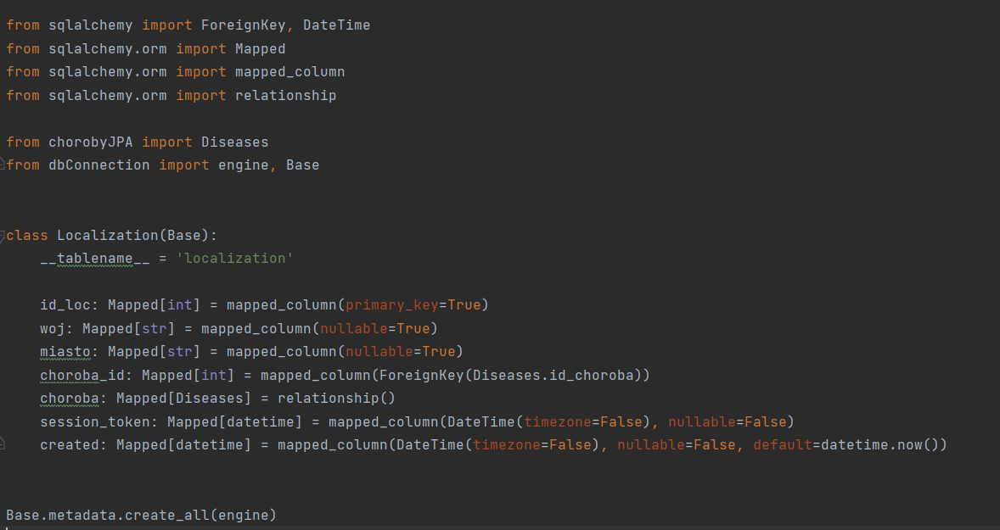 from sqlalchemy import ForeignKey, DateTime
from sqlalchemy.orm import Mapped
from sqlalchemy.orm import mapped_column
from sqlalchemy.orm import relationship
from chorobyJPA import Diseases
from dbConnection import engine, Base
class Localization(Base):
__tablename__ = 'localization'
id_loc: Mapped[int] = mapped_column(primary_key=True)
woj: Mapped[str] = mapped_column(nullable=True)
miasto: Mapped[str] = mapped_column(nullable=True)
choroba_id: Mapped[int] = mapped_column(ForeignKey(Diseases.id_choroba))
choroba: Mapped[Diseases] = relationship()
session_token: Mapped[datetime] = mapped_column(DateTime(timezone=False), nullable=False)
created: Mapped[datetime] = mapped_column(DateTime(timezone=False), nullable=False, default=datetime.now())
Base.metadata.create_all(engine)